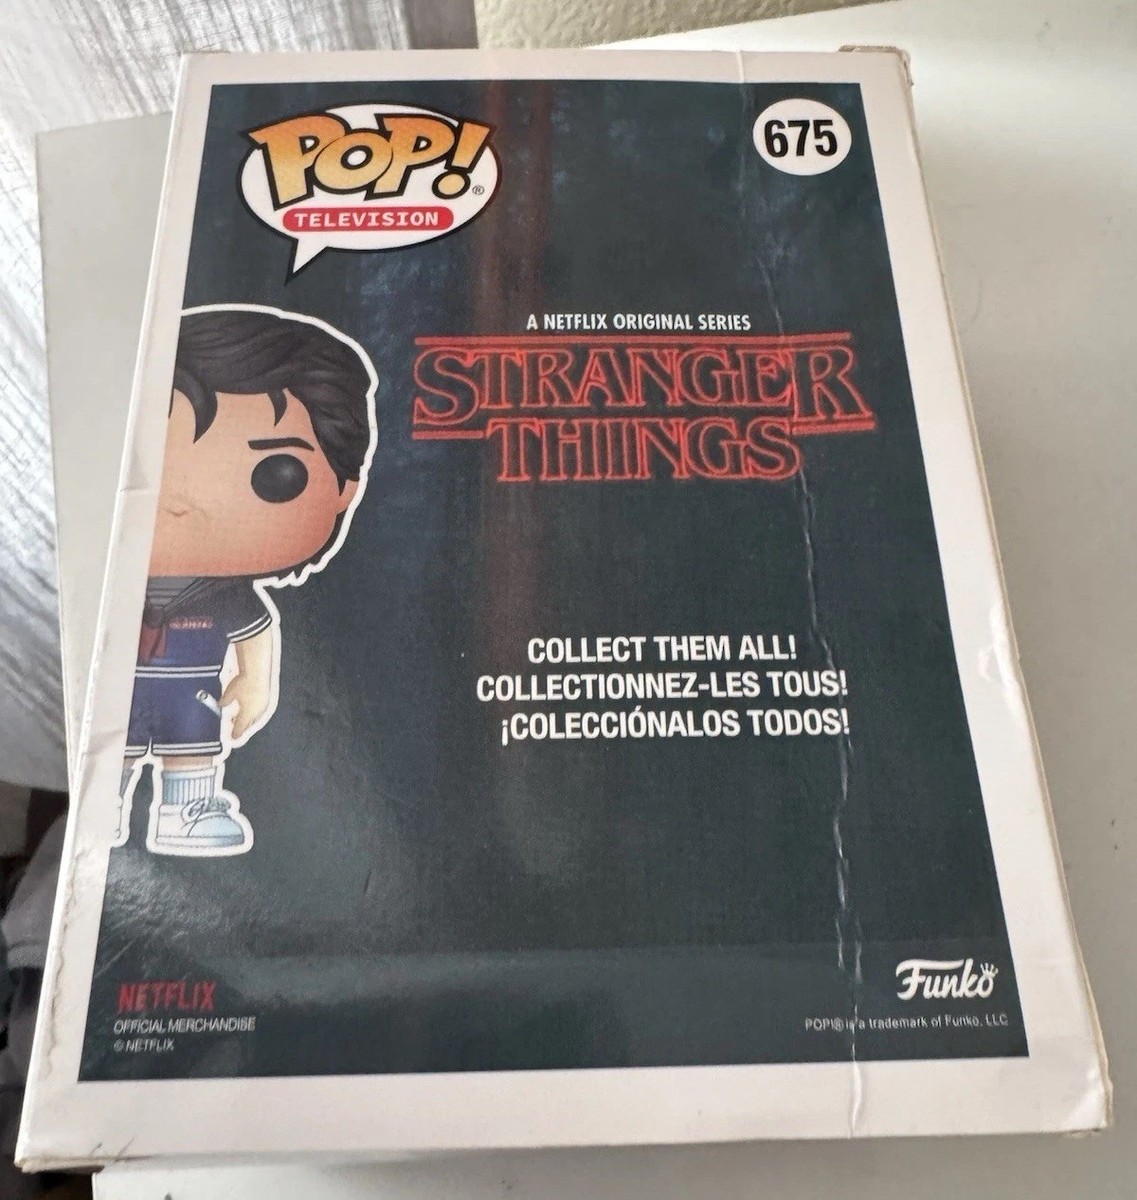 POP! ®
TELEVISION
675
A NETFLIX ORIGINAL SERIES
STRANGER
THINGS
COLLECT THEM ALL!
COLLECTIONNEZ-LES TOUS!
¡COLECCIÓNALOS TODOS!
NETFLIX
OFFICIAL MERCHANDISE
© NETFLIX
Funko
POP!® is a trademark of Funko, LLC